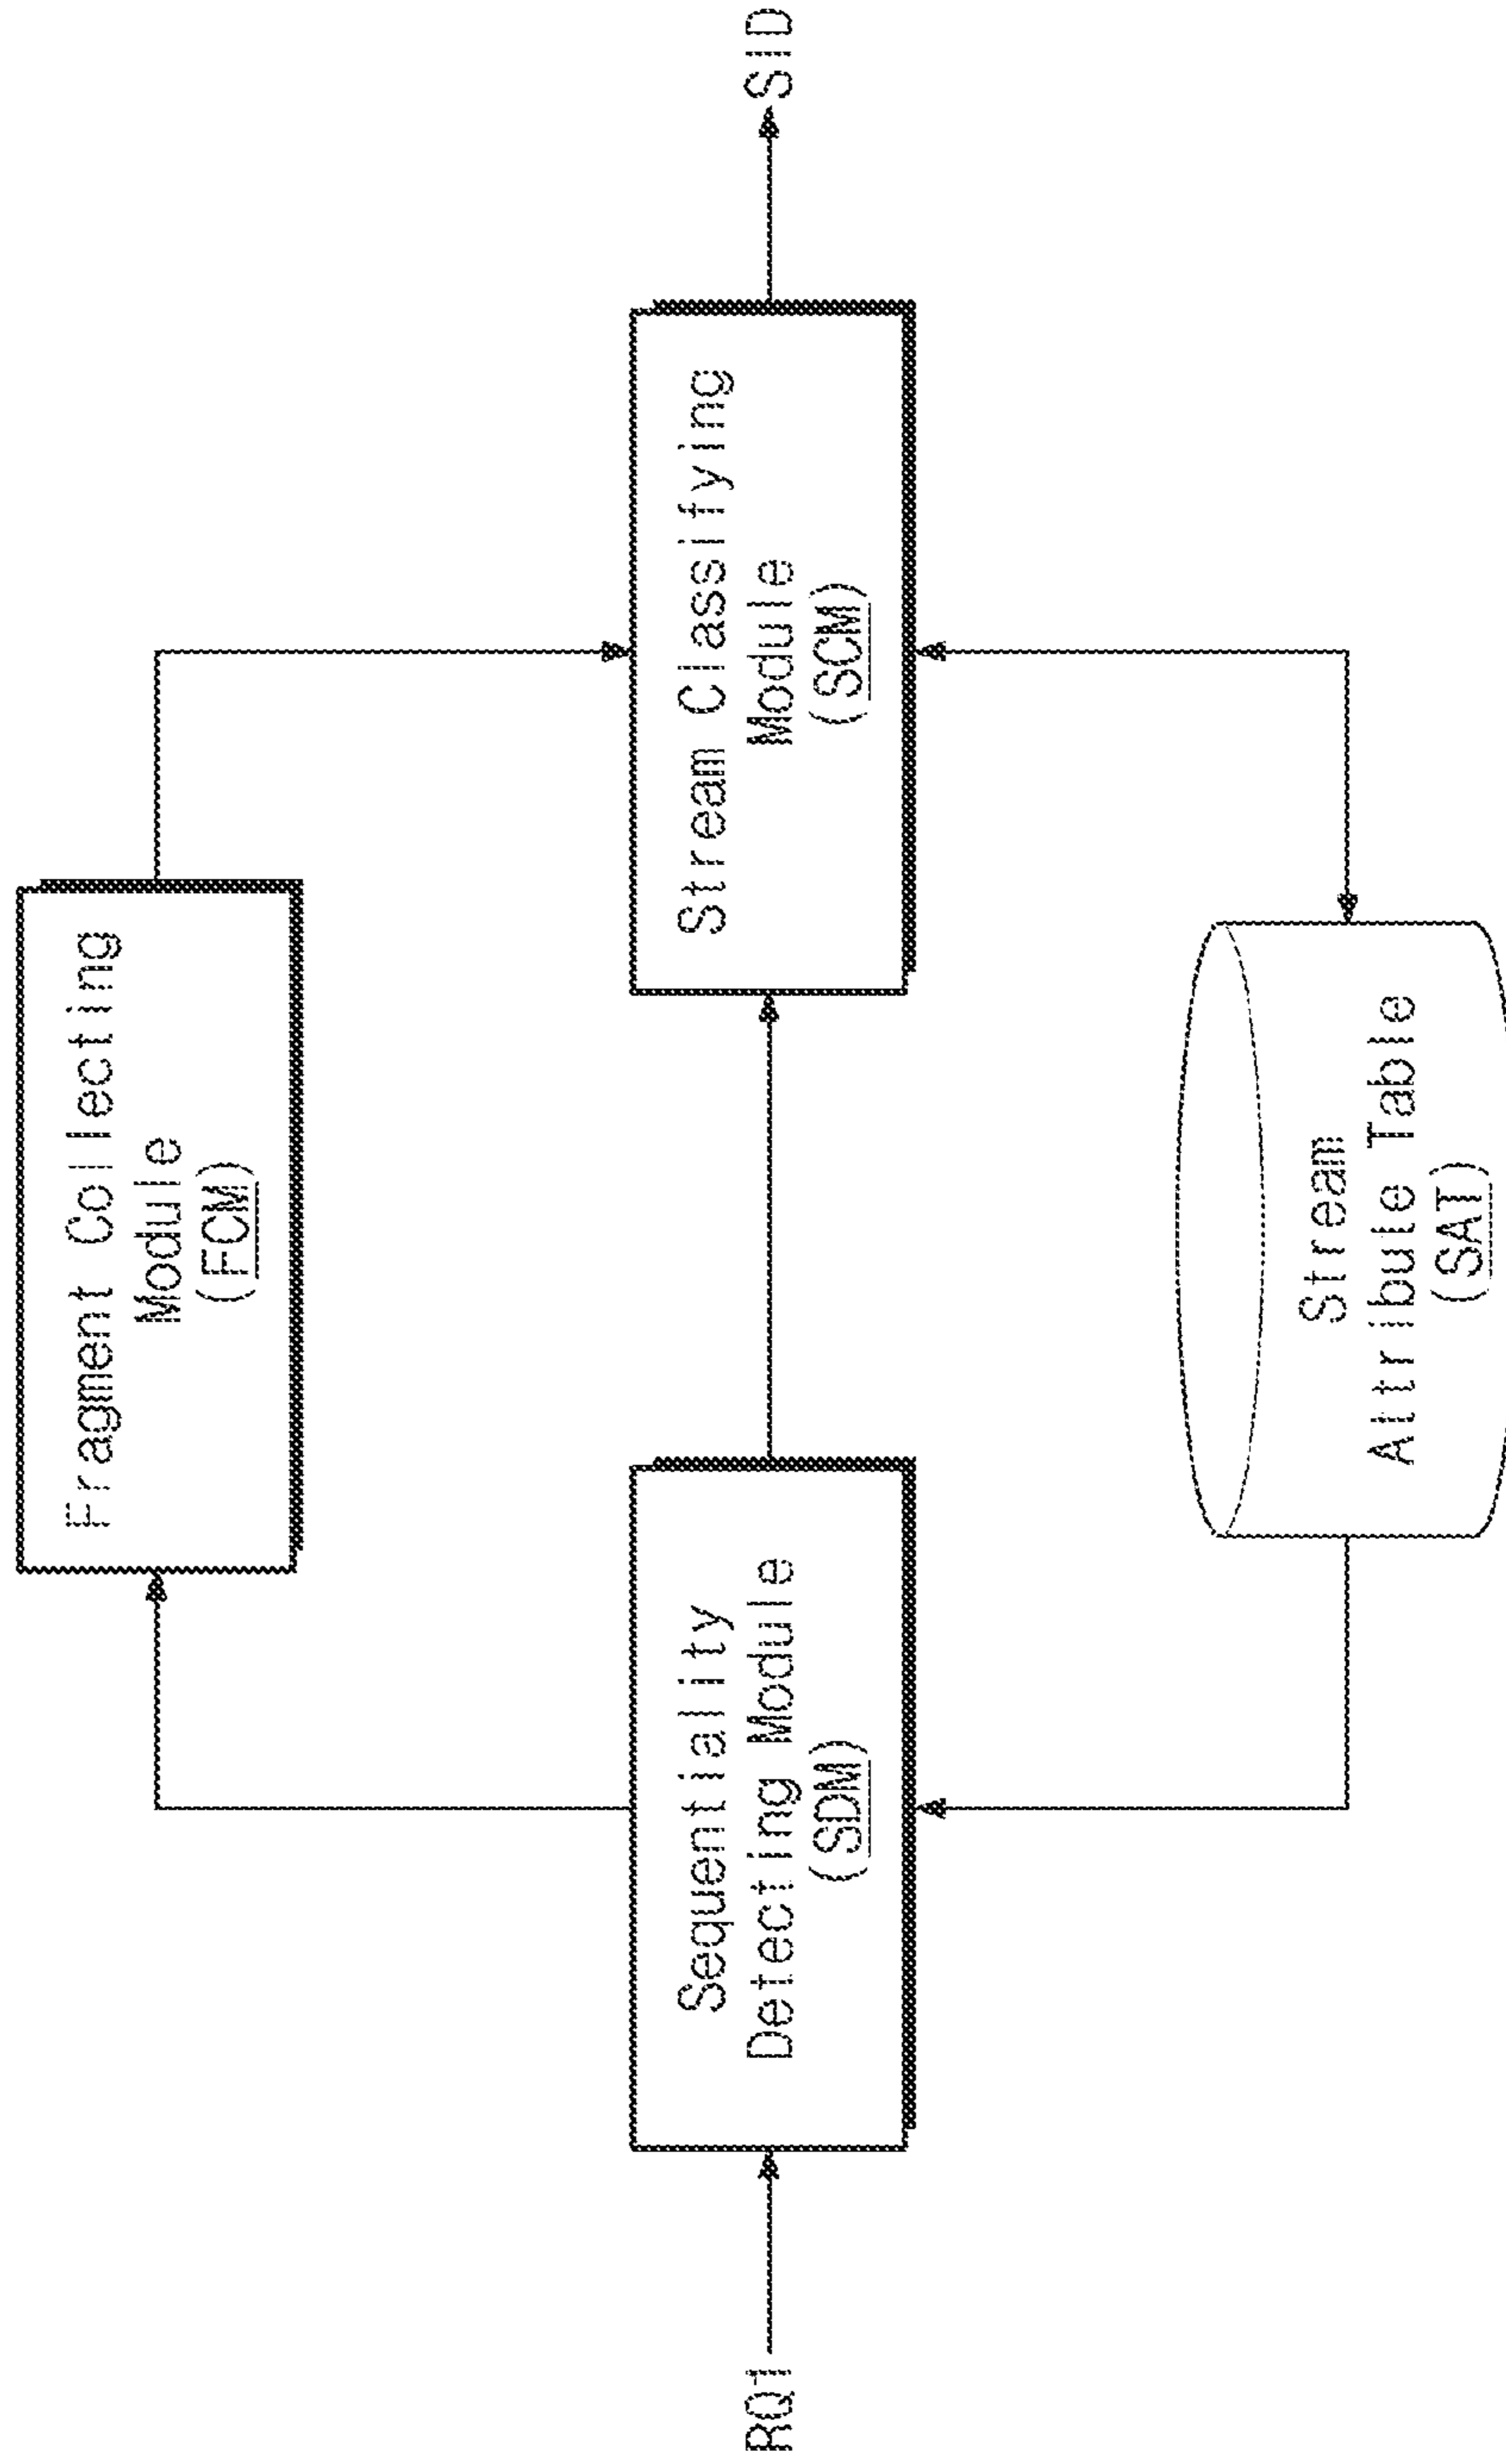 Fragment Collecting
Module
(FCM)
RQ1
Sequentiality
Detecting Module
(SDM)
Stream Classifying
Module
(SCM)
SID
Stream
Attribute Table
(SAT)